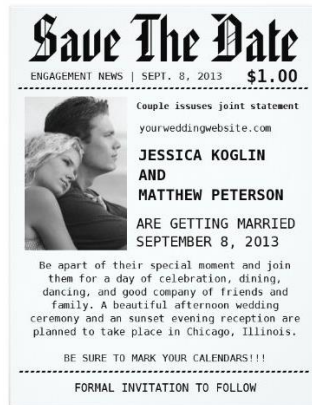 Save The Date
ENGAGEMENT NEWS | SEPT. 8, 2013 $1.00
Couple issuses joint statement
yourweddingwebsite.com
JESSICA KOGLIN
AND
MATTHEW PETERSON
ARE GETTING MARRIED
SEPTEMBER 8, 2013
Be apart of their special moment and join
them for a day of celebration, dining,
dancing, and good company of friends and
family. A beautiful afternoon wedding
ceremony and an sunset evening reception are
planned to take place in Chicago, Illinois.
BE SURE TO MARK YOUR CALENDARS!!!
FORMAL INVITATION TO FOLLOW